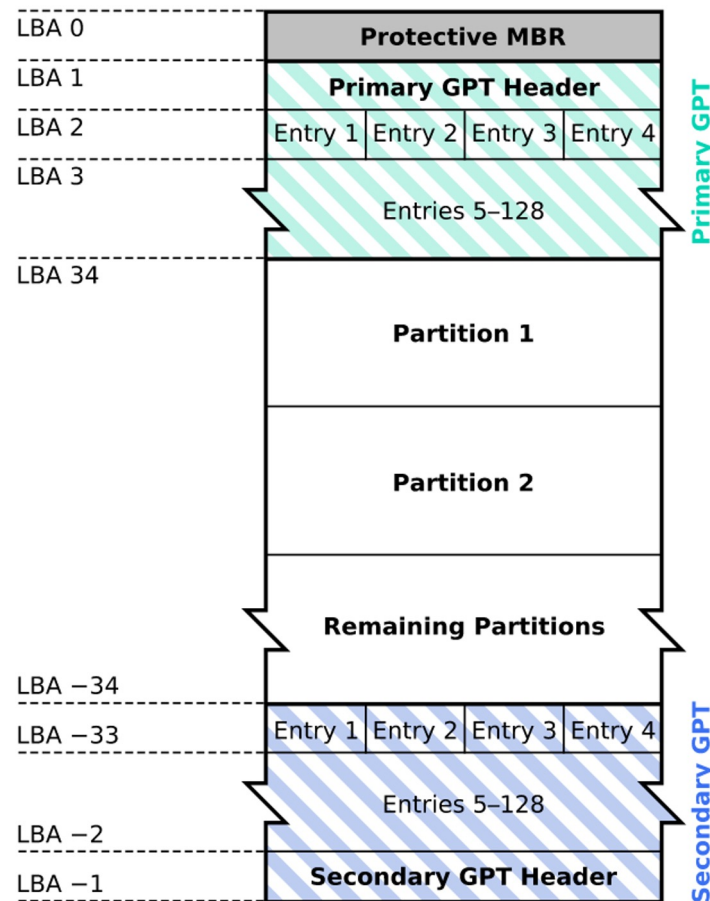 LBA 0
Protective MBR
LBA 1
Primary GPT Header
LBA 2
Entry 1 Entry 2 Entry 3 Entry 4
LBA 3
Entries 5–128
Primary GPT
LBA 34
Partition 1
Partition 2
Remaining Partitions
LBA −34
LBA −33
Entry 1 Entry 2 Entry 3 Entry 4
Entries 5–128
LBA −2
Secondary GPT Header
LBA −1
Secondary GPT